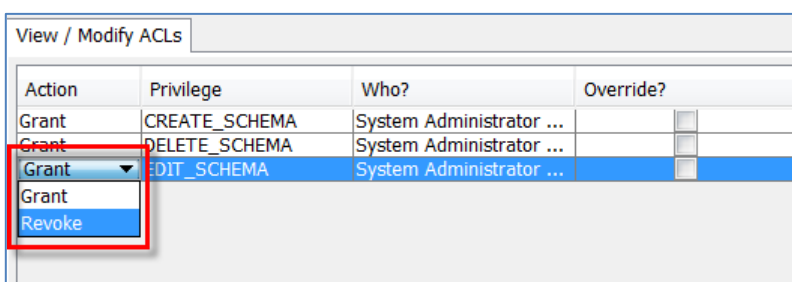 View / Modify ACLs
Action Privilege Who? Override?
Grant CREATE_SCHEMA System Administrator ...
Grant DELETE_SCHEMA System Administrator ...
Grant EDIT_SCHEMA System Administrator ...
Grant
Revoke